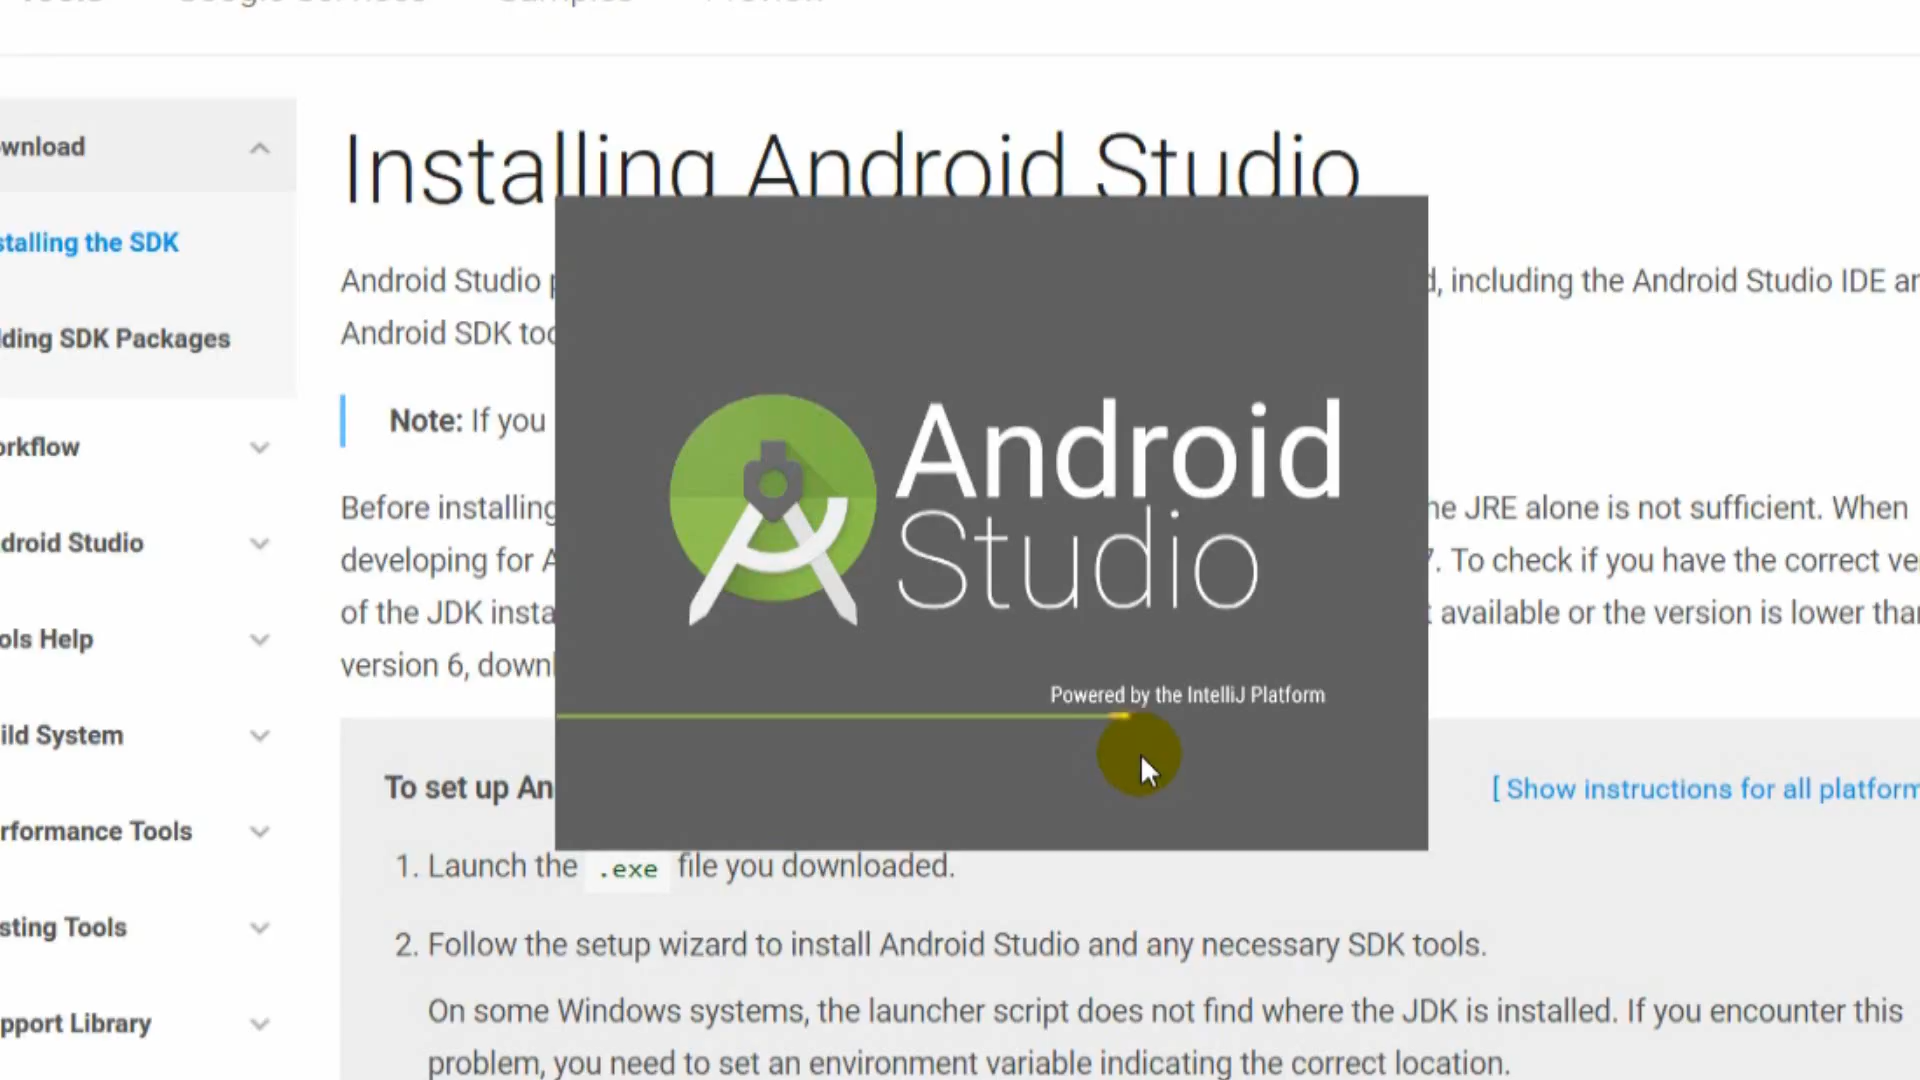 Google Services Samples Preview
wnload
Installing Android Studio
stalling the SDK
Android Studio
d, including the Android Studio IDE
Android SDK
ding SDK Packages
Note: If you
Android
Studio
orkflow
Before installing
JRE alone is not sufficient. When
droid Studio
developing for A
7. To check if you have the correct
of the JDK insta
available or the version is lower
ols Help
version 6, down
Powered by the IntelliJ Platform
ild System
To set up An
[ Show instructions for all platform
rformance Tools
1. Launch the .exe file you downloaded.
sting Tools
2. Follow the setup wizard to install Android Studio and any necessary SDK tools.
pport Library
On some Windows systems, the launcher script does not find where the JDK is installed. If you encounter this
problem, you need to set an environment variable indicating the correct location.